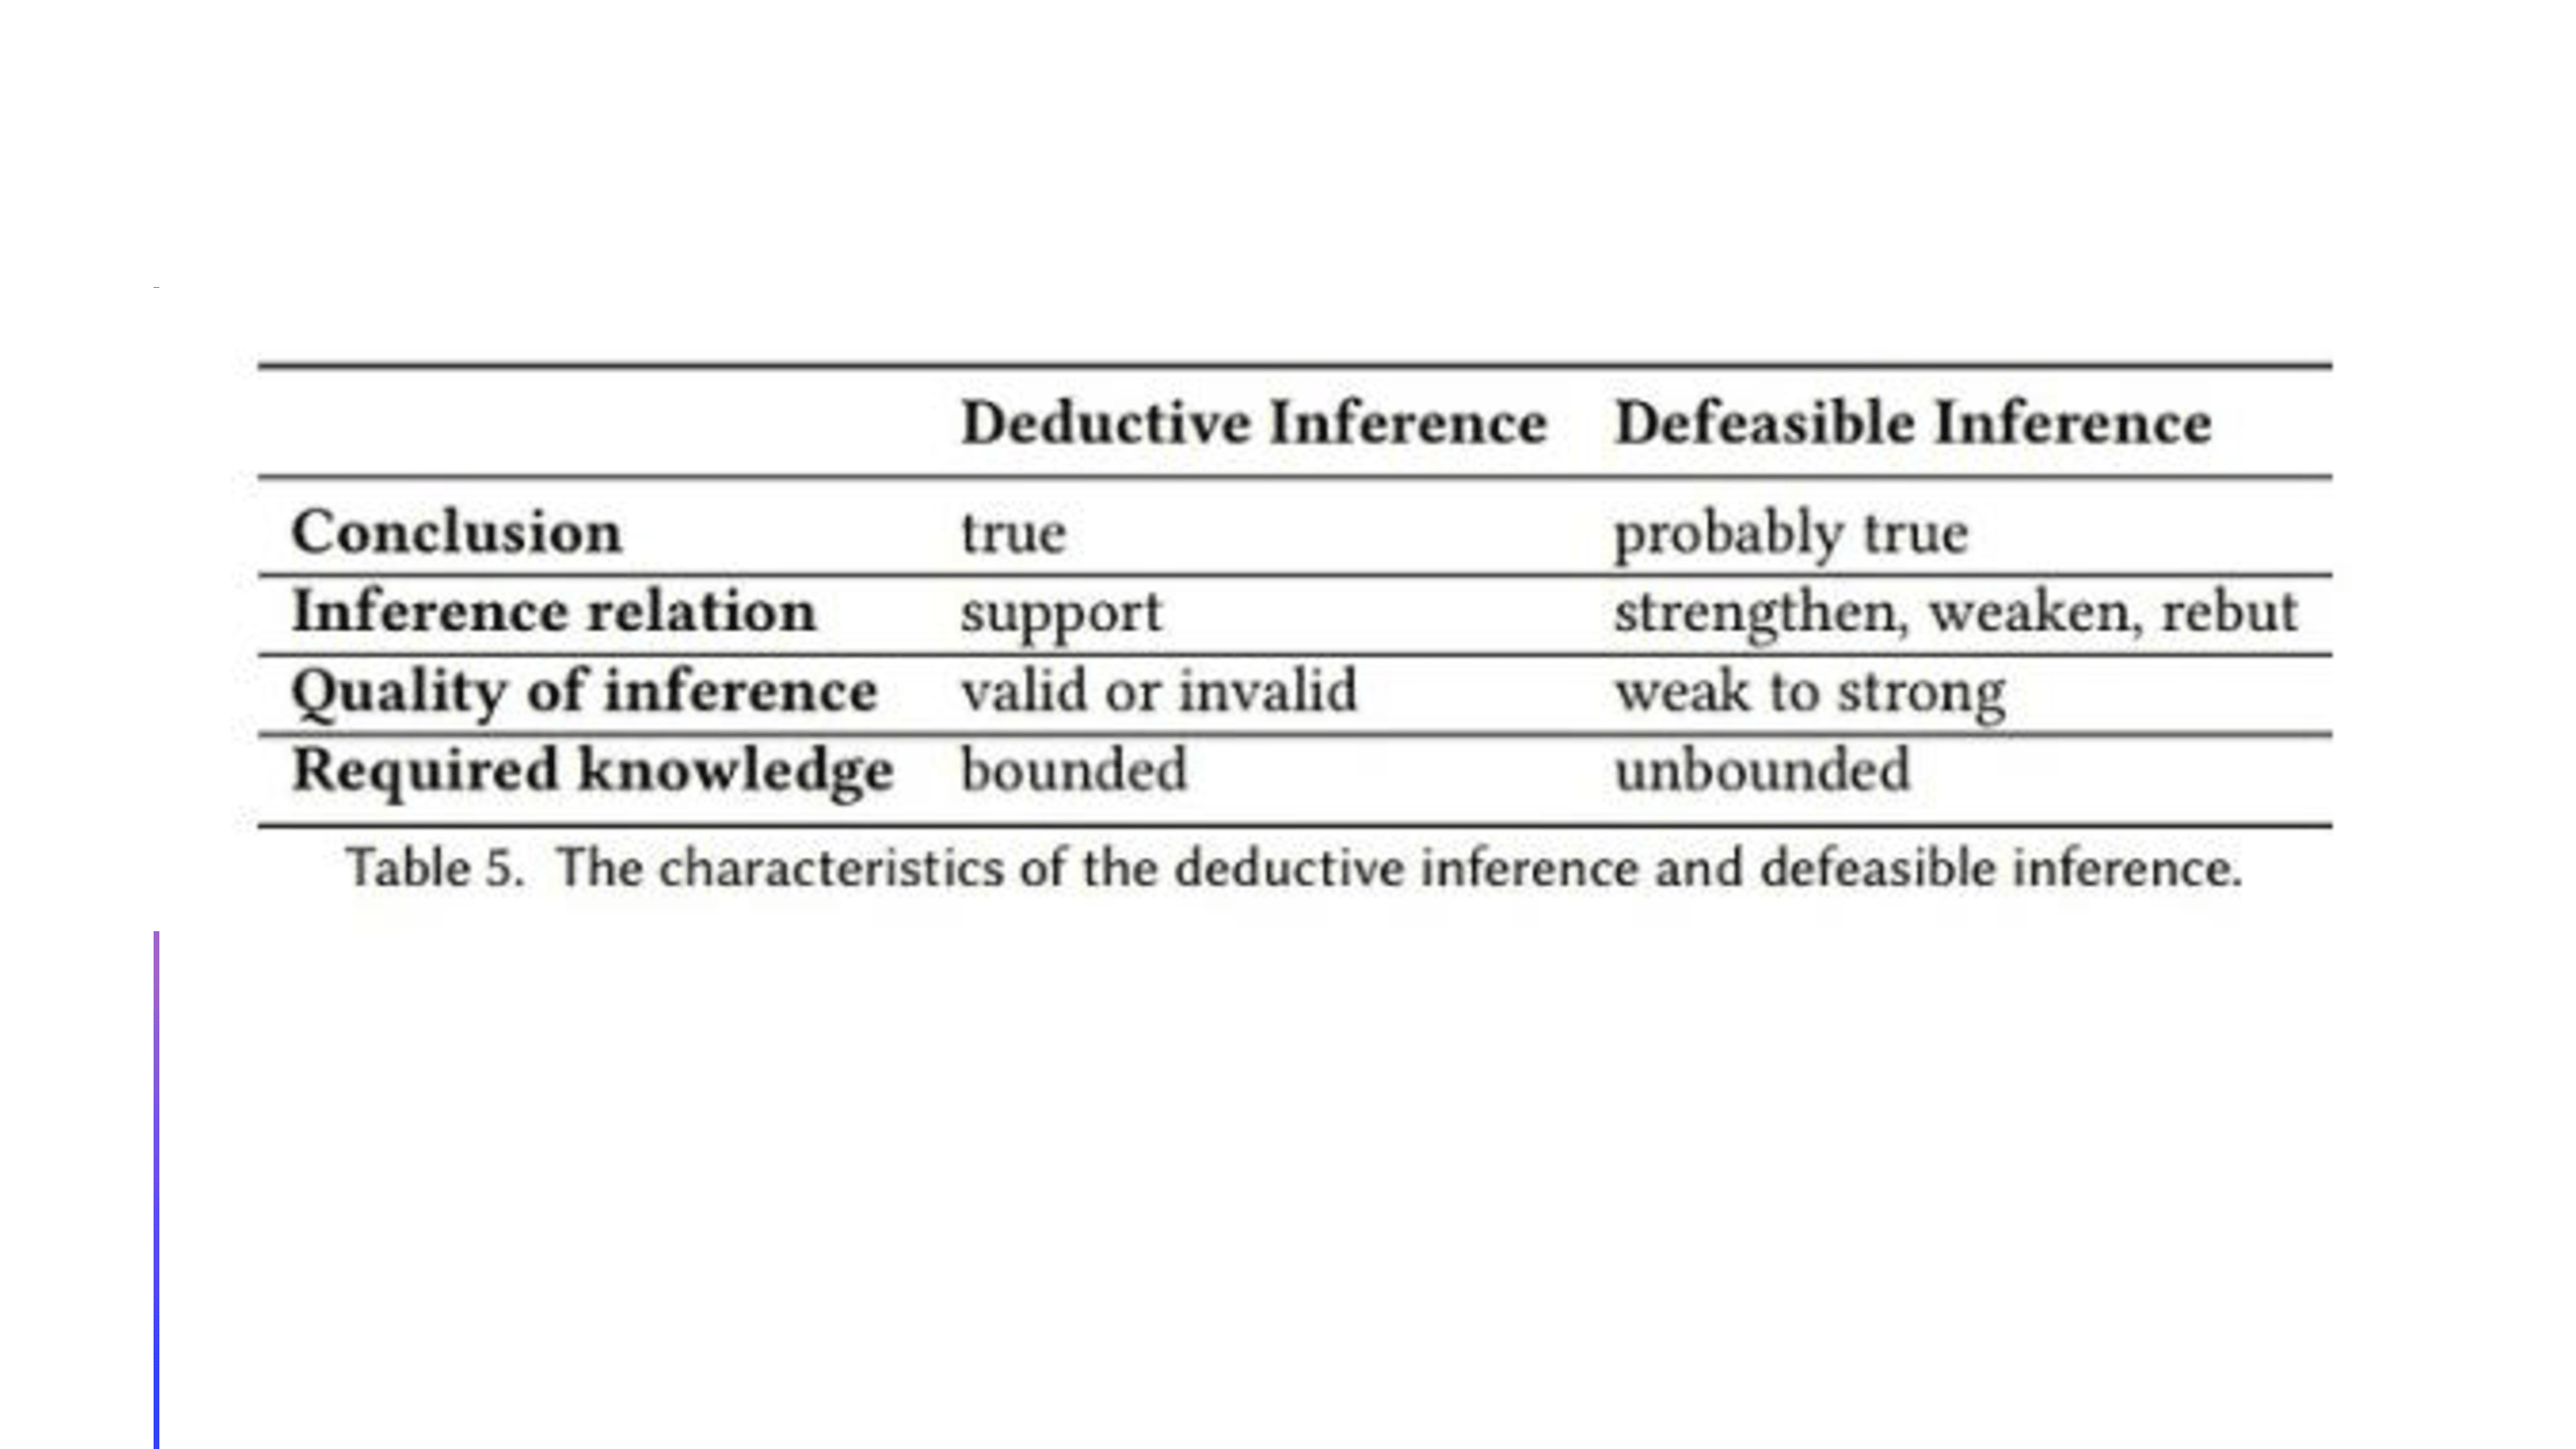 Deductive Inference Defeasible Inference
Conclusion true probably true
Inference relation support strengthen, weaken, rebut
Quality of inference valid or invalid weak to strong
Required knowledge bounded unbounded
Table 5. The characteristics of the deductive inference and defeasible inference.